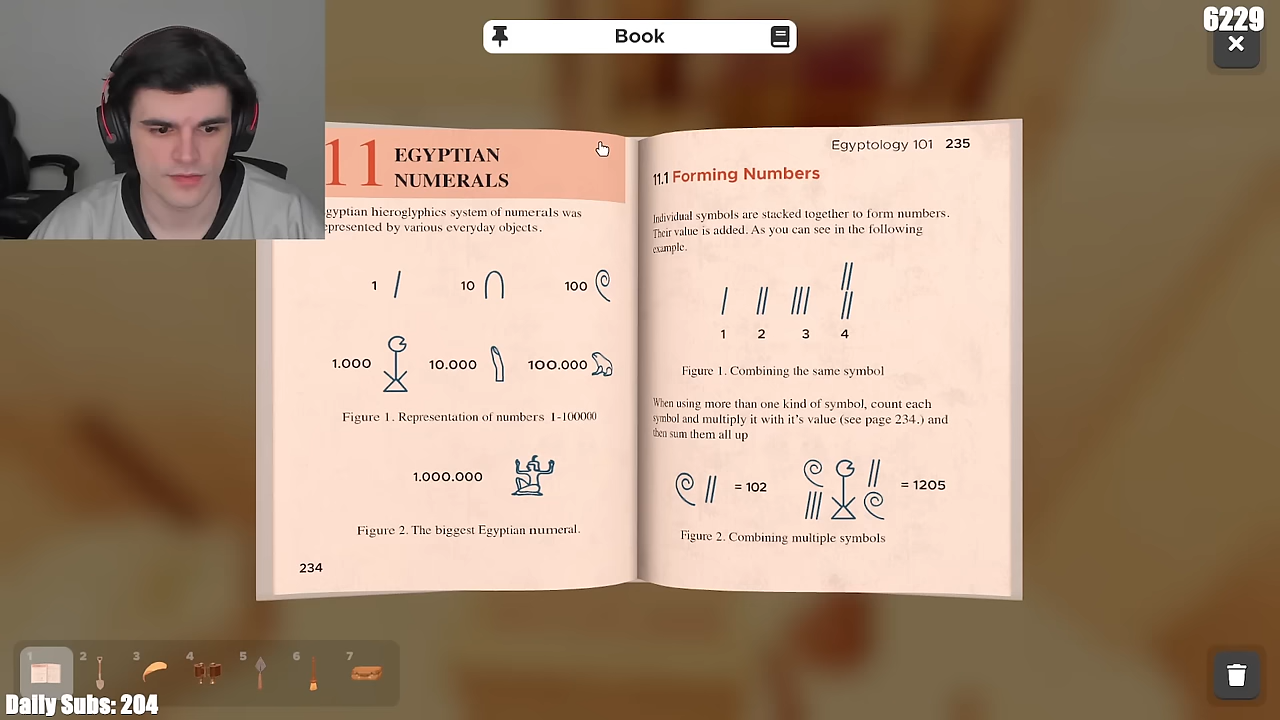 6229
Book
11 EGYPTIAN
NUMERALS
gyptian hieroglyphics system of numerals was
epresented by various everyday objects.
1 10 100
1.000 10.000 100.000
Figure 1. Representation of numbers 1-100000
1.000.000
Figure 2. The biggest Egyptian numeral.
234
Egyptology 101 235
11.1 Forming Numbers
Individual symbols are stacked together to form numbers.
Their value is added. As you can see in the following
example.
1 2 3 4
Figure 1. Combining the same symbol
When using more than one kind of symbol, count each
symbol and multiply it with it's value (see page 234.) and
then sum them all up
= 102 = 1205
Figure 2. Combining multiple symbols
1 2 3 4 5 6 7
Daily Subs: 204